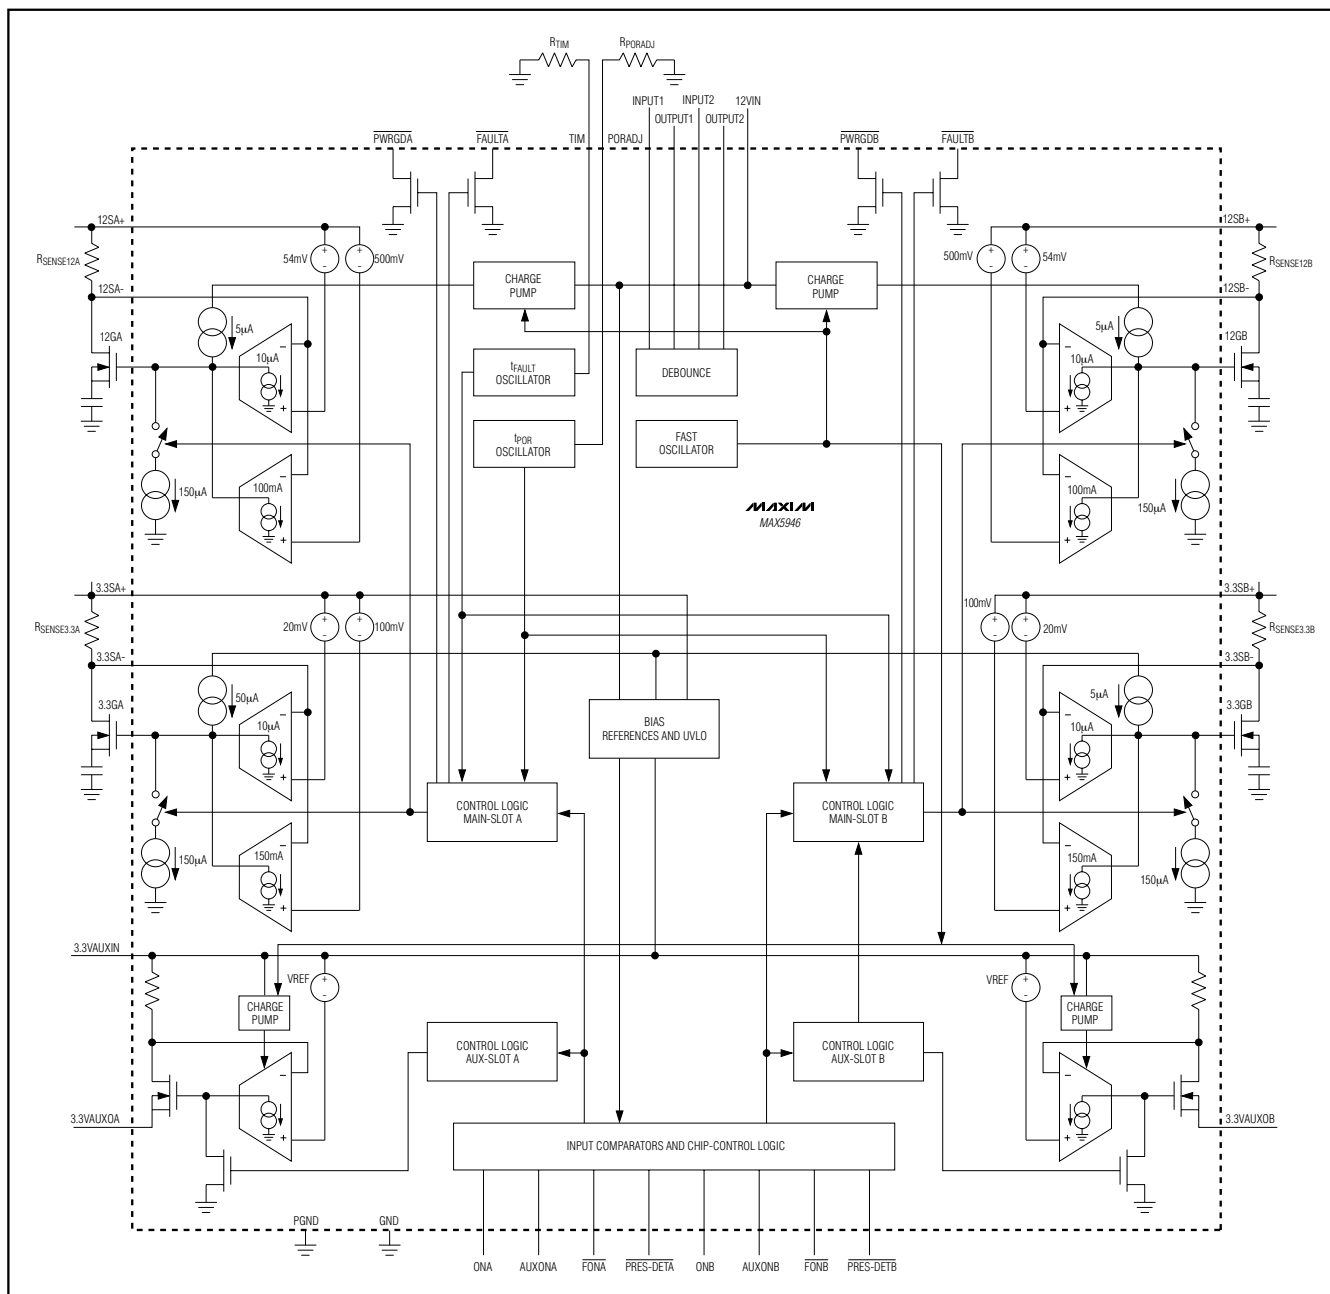 RTIM
RPORADJ
INPUT1
INPUT2
12VIN
OUTPUT1
OUTPUT2
PWRGDA
FAULTA
TIM
PORADJ
PWRGDB
FAULTB
12SA+
12SB+
RSENSE12A
54mV
500mV
500mV
54mV
RSENSE12B
CHARGE
PUMP
CHARGE
PUMP
12SA-
12SB-
5µA
5µA
12GA
12GB
10µA
10µA
tFAULT
OSCILLATOR
DEBOUNCE
tPOR
OSCILLATOR
FAST
OSCILLATOR
150µA
100mA
100mA
150µA
MAXIM
MAX5946
3.3SA+
3.3SB+
RSENSE3.3A
20mV
100mV
100mV
20mV
RSENSE3.3B
3.3SA-
3.3SB-
50µA
5µA
3.3GA
3.3GB
10µA
10µA
BIAS
REFERENCES AND UVLO
CONTROL LOGIC
MAIN-SLOT A
CONTROL LOGIC
MAIN-SLOT B
150µA
150mA
150mA
150µA
3.3VAUXIN
VREF
VREF
CHARGE
PUMP
CHARGE
PUMP
CONTROL LOGIC
AUX-SLOT A
CONTROL LOGIC
AUX-SLOT B
3.3VAUXOA
3.3VAUXOB
INPUT COMPARATORS AND CHIP-CONTROL LOGIC
PGND
GND
ONA
AUXONA
FONA
PRES-DETA
ONB
AUXONB
FONB
PRES-DETB